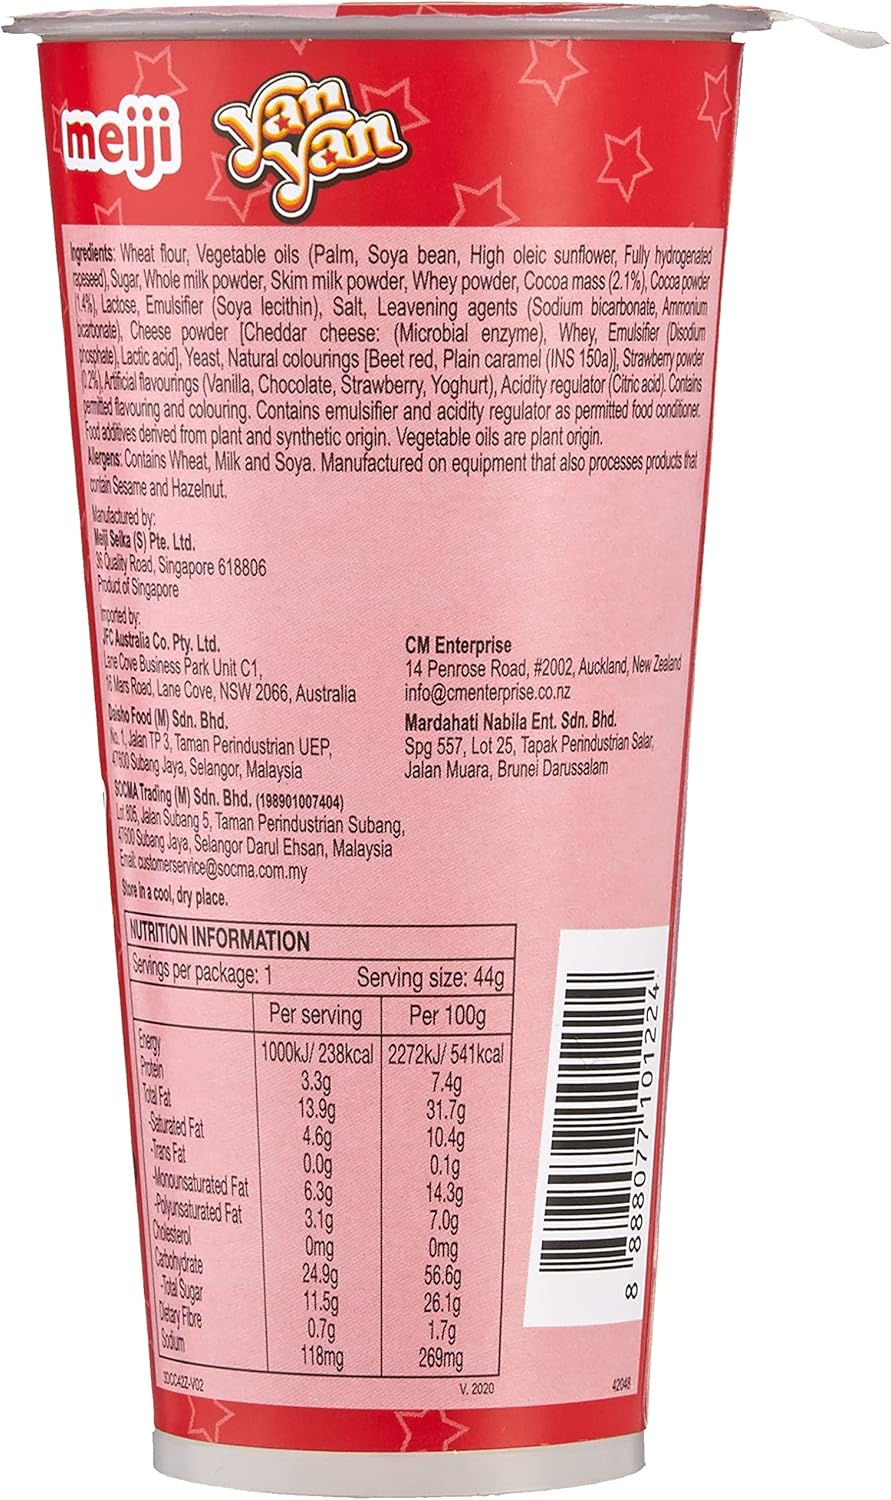 meiji
Yan Yan
Ingredients: Wheat flour, Vegetable oils (Palm, Soya bean, High oleic sunflower, Fully hydrogenated
rapeseed), Sugar, Whole milk powder, Skim milk powder, Whey powder, Cocoa mass (2.1%), Cocoa powder
(1.4%), Lactose, Emulsifier (Soya lecithin), Salt, Leavening agents (Sodium bicarbonate, Ammonium
bicarbonate), Cheese powder [Cheddar cheese: (Microbial enzyme), Whey, Emulsifier (Disodium
phosphate), Lactic acid], Yeast, Natural colourings [Beet red, Plain caramel (INS 150a)], Strawberry powder
(0.2%), Artificial flavourings (Vanilla, Chocolate, Strawberry, Yoghurt), Acidity regulator (Citric acid). Contains
permitted flavouring and colouring. Contains emulsifier and acidity regulator as permitted food conditioner.
Food additives derived from plant and synthetic origin. Vegetable oils are plant origin.
Allergens: Contains Wheat, Milk and Soya. Manufactured on equipment that also processes products that
contain Sesame and Hazelnut.
Manufactured by:
Meiji Seika (S) Pte. Ltd.
36 Quality Road, Singapore 618806
Product of Singapore
Imported by:
JFC Australia Co. Pty. Ltd.
Lane Cove Business Park Unit C1,
16 Mars Road, Lane Cove, NSW 2066, Australia
Daisho Food (M) Sdn. Bhd.
No. 1, Jalan TP 3, Taman Perindustrian UEP,
47600 Subang Jaya, Selangor, Malaysia
SOCMA Trading (M) Sdn. Bhd. (198901007404)
Lot 805, Jalan Subang 5, Taman Perindustrian Subang,
47600 Subang Jaya, Selangor Darul Ehsan, Malaysia
Email: customerservice@socma.com.my
Store in a cool, dry place.
CM Enterprise
14 Penrose Road, #2002, Auckland, New Zealand
info@cmenterprise.co.nz
Mardahati Nabila Ent. Sdn. Bhd.
Spg 557, Lot 25, Tapak Perindustrian Salar,
Jalan Muara, Brunei Darussalam
NUTRITION INFORMATION
Servings per package: 1 Serving size: 44g
Per serving Per 100g
Energy 1000kJ/ 238kcal 2272kJ/ 541kcal
Protein 3.3g 7.4g
Total Fat 13.9g 31.7g
-Saturated Fat 4.6g 10.4g
-Trans Fat 0.0g 0.1g
-Monounsaturated Fat 6.3g 14.3g
-Polyunsaturated Fat 3.1g 7.0g
Cholesterol 0mg 0mg
Carbohydrate 24.9g 56.6g
-Total Sugar 11.5g 26.1g
Dietary Fibre 0.7g 1.7g
Sodium 118mg 269mg
3DCC42Z-V02
V. 2020
42048
8 888077 101224